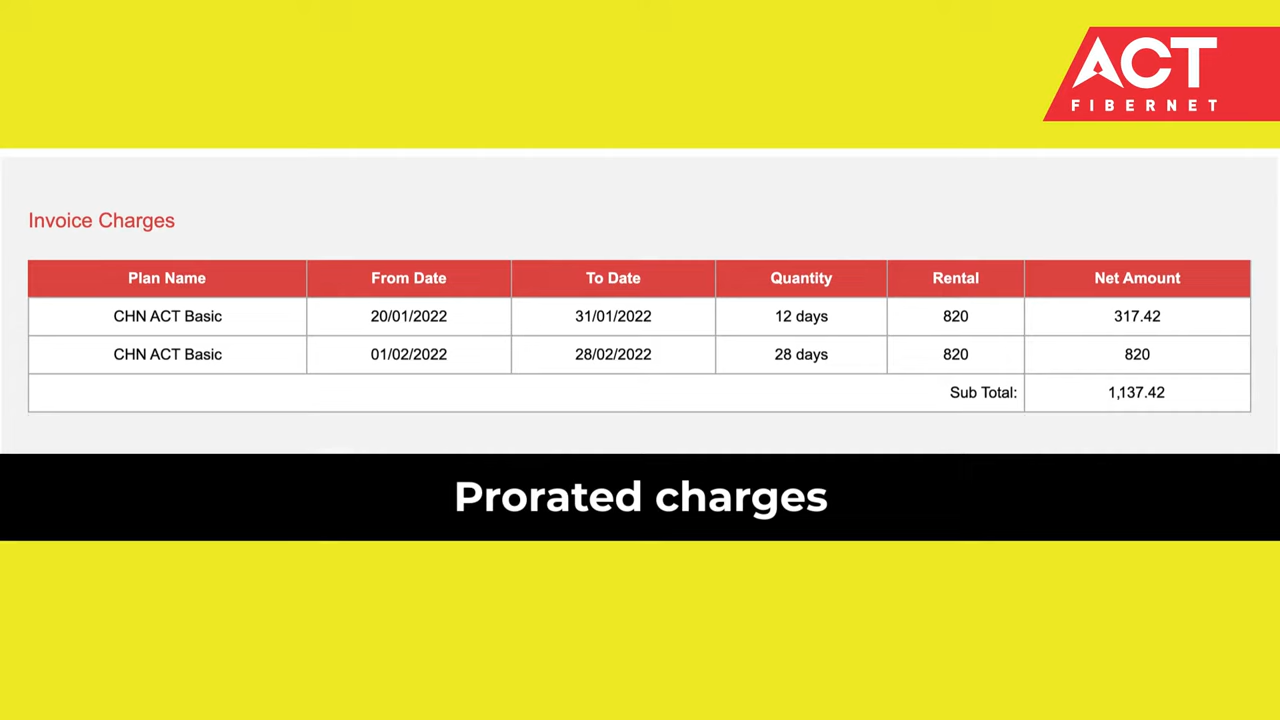 ACT
FIBERNET
Invoice Charges
Plan Name From Date To Date Quantity Rental Net Amount
CHN ACT Basic 20/01/2022 31/01/2022 12 days 820 317.42
CHN ACT Basic 01/02/2022 28/02/2022 28 days 820 820
Sub Total: 1,137.42
Prorated charges